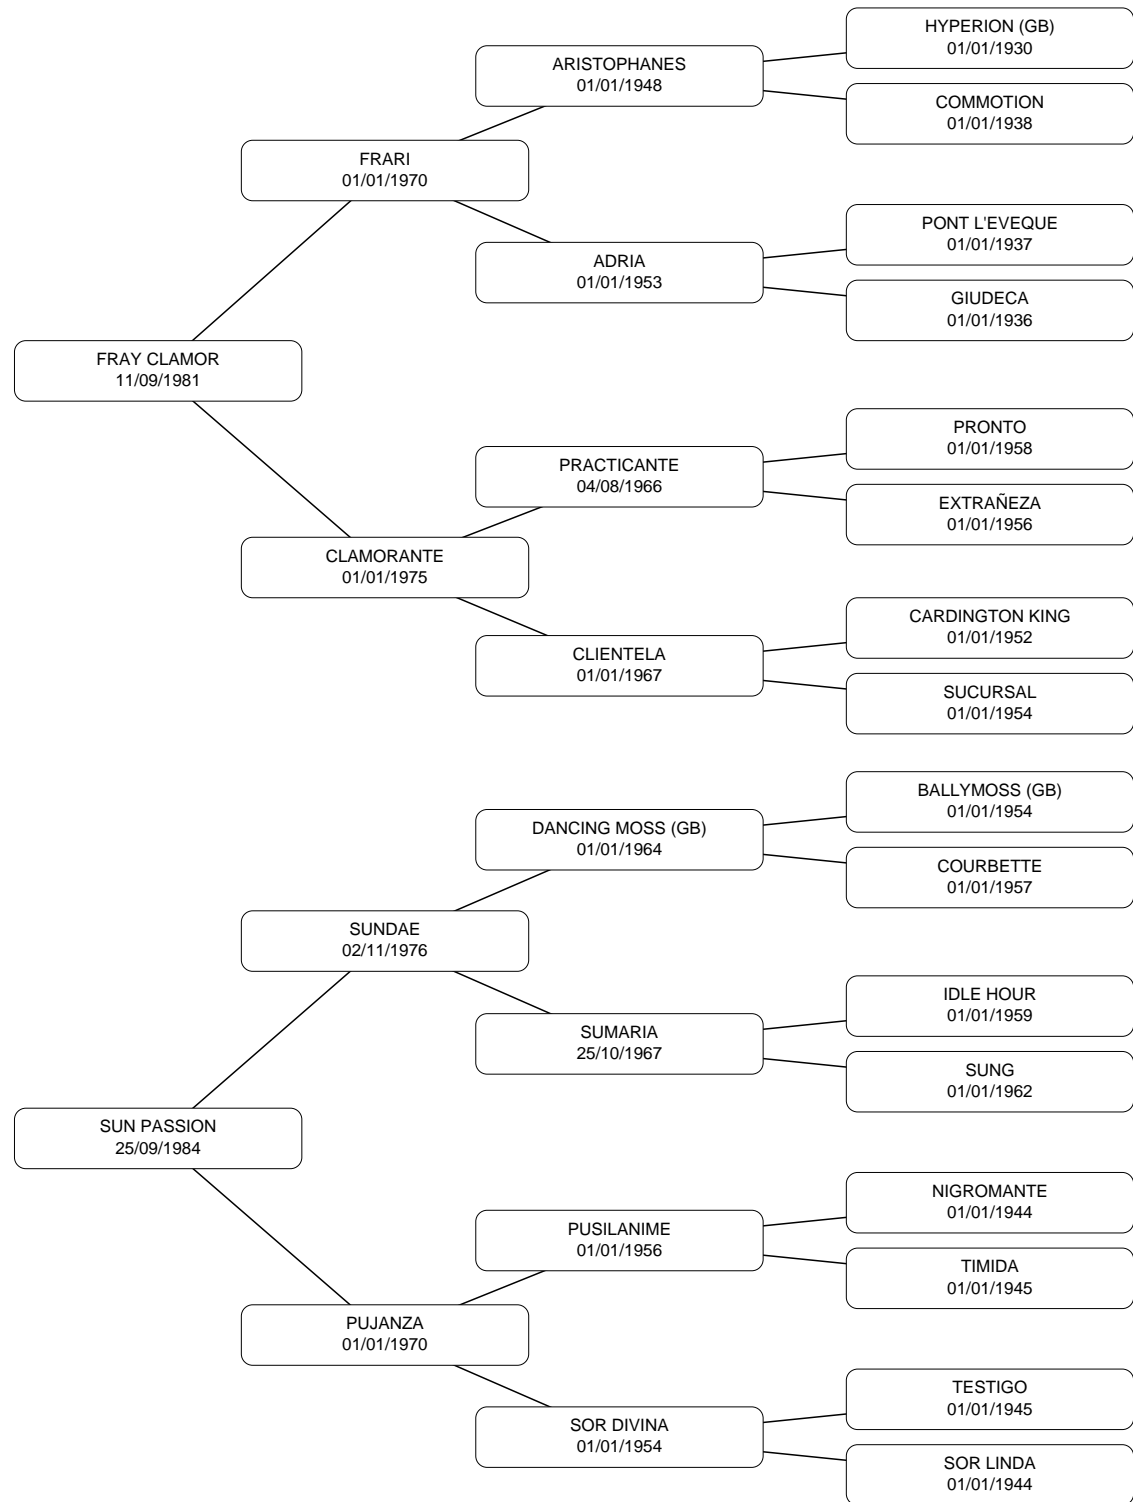 HYPERION (GB)
01/01/1930
ARISTOPHANES
01/01/1948
COMMOTION
01/01/1938
FRARI
01/01/1970
PONT L'EVEQUE
01/01/1937
ADRIA
01/01/1953
GIUDECA
01/01/1936
FRAY CLAMOR
11/09/1981
PRONTO
01/01/1958
PRACTICANTE
04/08/1966
EXTRAÑEZA
01/01/1956
CLAMORANTE
01/01/1975
CARDINGTON KING
01/01/1952
CLIENTELA
01/01/1967
SUCURSAL
01/01/1954
BALLYMOSS (GB)
01/01/1954
DANCING MOSS (GB)
01/01/1964
COURBETTE
01/01/1957
SUNDAE
02/11/1976
IDLE HOUR
01/01/1959
SUMARIA
25/10/1967
SUNG
01/01/1962
SUN PASSION
25/09/1984
NIGROMANTE
01/01/1944
PUSILANIME
01/01/1956
TIMIDA
01/01/1945
PUJANZA
01/01/1970
TESTIGO
01/01/1945
SOR DIVINA
01/01/1954
SOR LINDA
01/01/1944